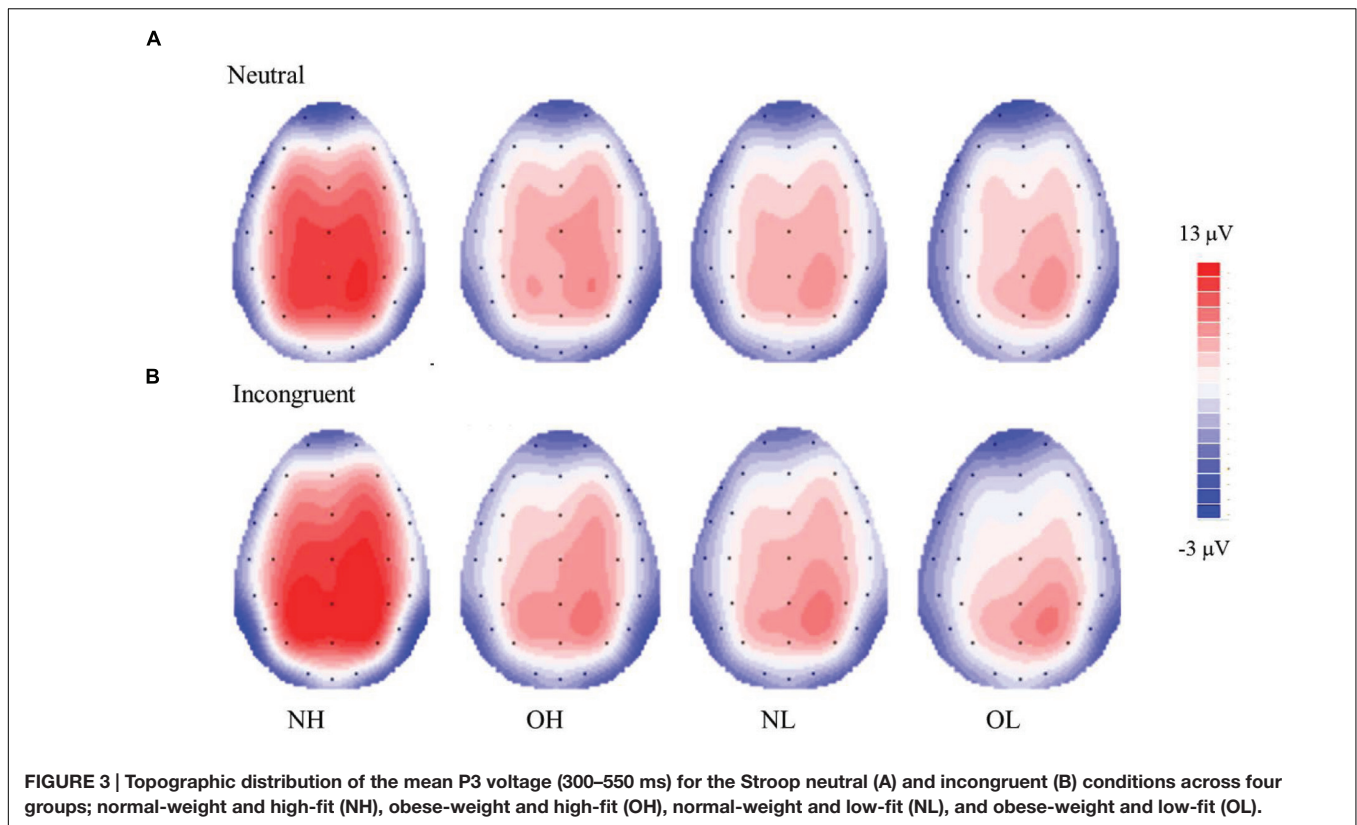 A
Neutral
13 µV
-3 µV
B
Incongruent
NH OH NL OL
FIGURE 3 | Topographic distribution of the mean P3 voltage (300–550 ms) for the Stroop neutral (A) and incongruent (B) conditions across four
groups; normal-weight and high-fit (NH), obese-weight and high-fit (OH), normal-weight and low-fit (NL), and obese-weight and low-fit (OL).